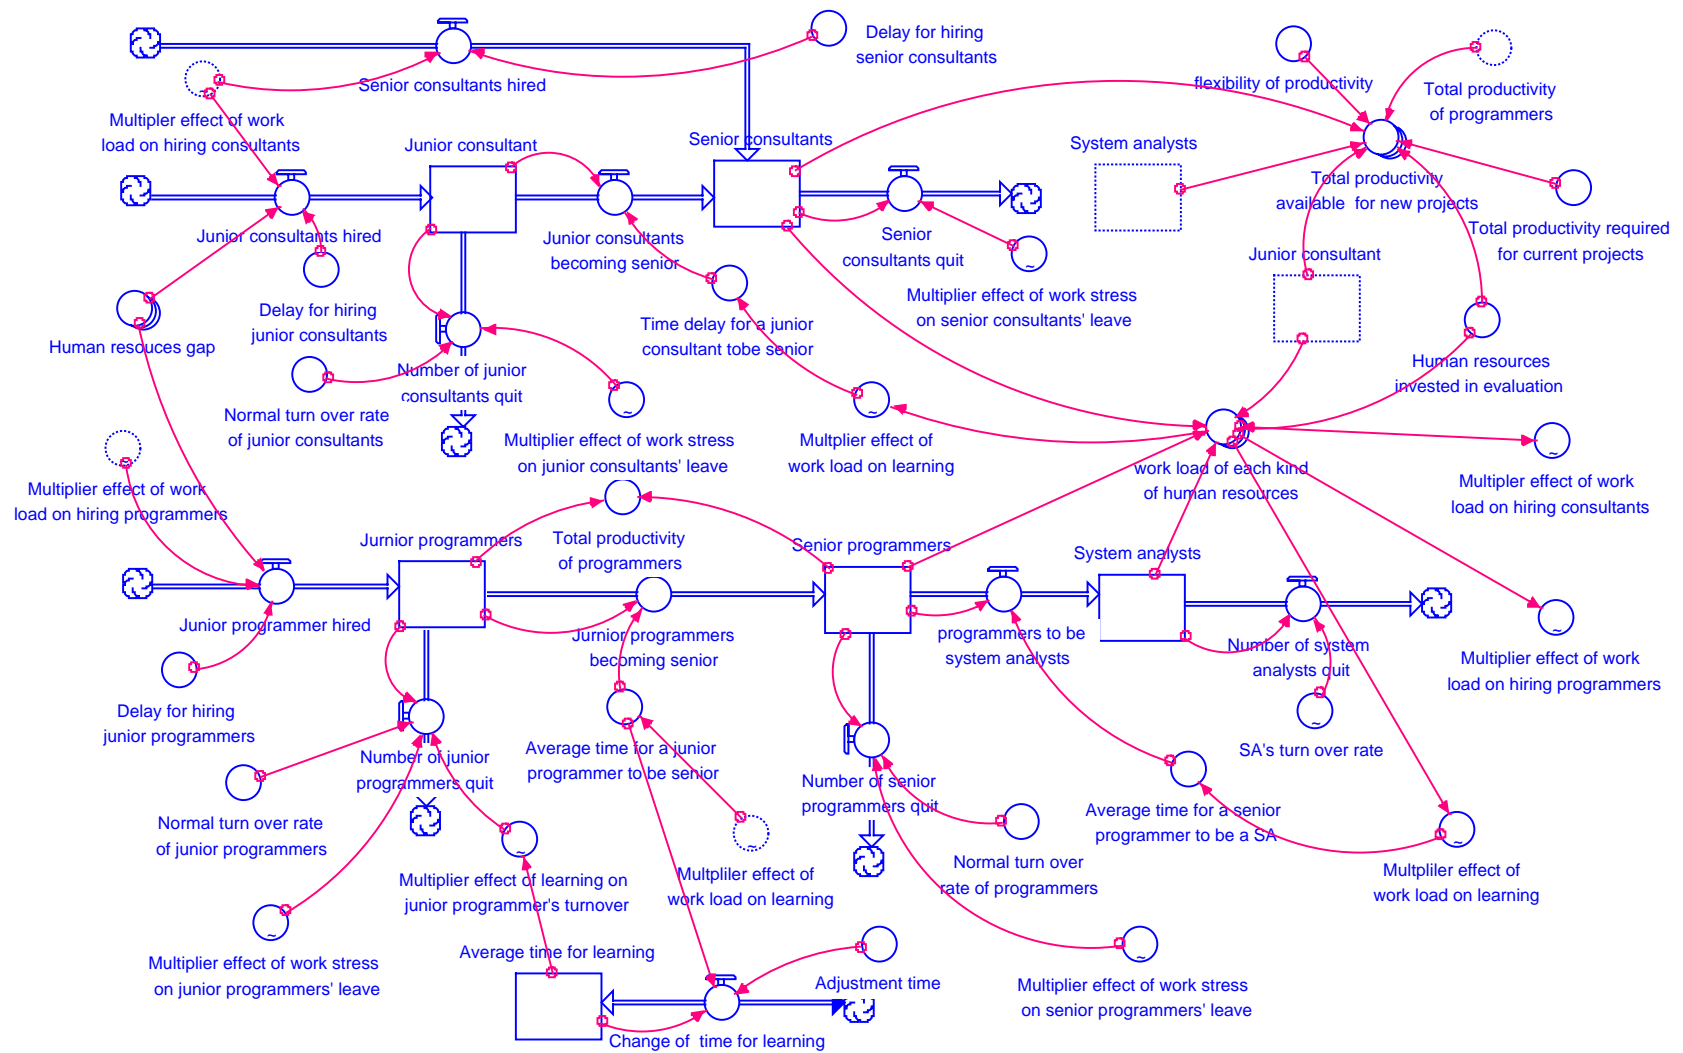 Delay for hiring
senior consultants
Senior consultants hired
flexibility of productivity
Total productivity
of programmers
Multipler effect of work
load on hiring consultants
Junior consultant
Senior consultants
System analysts
Total productivity
available for new projects
Junior consultants hired
Junior consultants
becoming senior
Senior
consultants quit
Total productivity required
for current projects
Junior consultant
Delay for hiring
junior consultants
Multiplier effect of work stress
on senior consultants' leave
Human resouces gap
Time delay for a junior
consultant tobe senior
Number of junior
consultants quit
Human resources
invested in evaluation
Normal turn over rate
of junior consultants
Multiplier effect of work stress
on junior consultants' leave
Multplier effect of
work load on learning
work load of each kind
of human resources
Multipler effect of work
load on hiring consultants
Multiplier effect of work
load on hiring programmers
Jurnior programmers
Total productivity
of programmers
Senior programmers
System analysts
Junior programmer hired
Jurnior programmers
becoming senior
programmers to be
system analysts
Number of system
analysts quit
Multiplier effect of work
load on hiring programmers
Delay for hiring
junior programmers
Number of junior
programmers quit
Average time for a junior
programmer to be senior
Number of senior
programmers quit
SA's turn over rate
Average time for a senior
programmer to be a SA
Normal turn over rate
of junior programmers
Multiplier effect of learning on
junior programmer's turnover
Multpliler effect of
work load on learning
Normal turn over
rate of programmers
Multpliler effect of
work load on learning
Multiplier effect of work stress
on junior programmers' leave
Average time for learning
Adjustment time
Multiplier effect of work stress
on senior programmers' leave
Change of time for learning